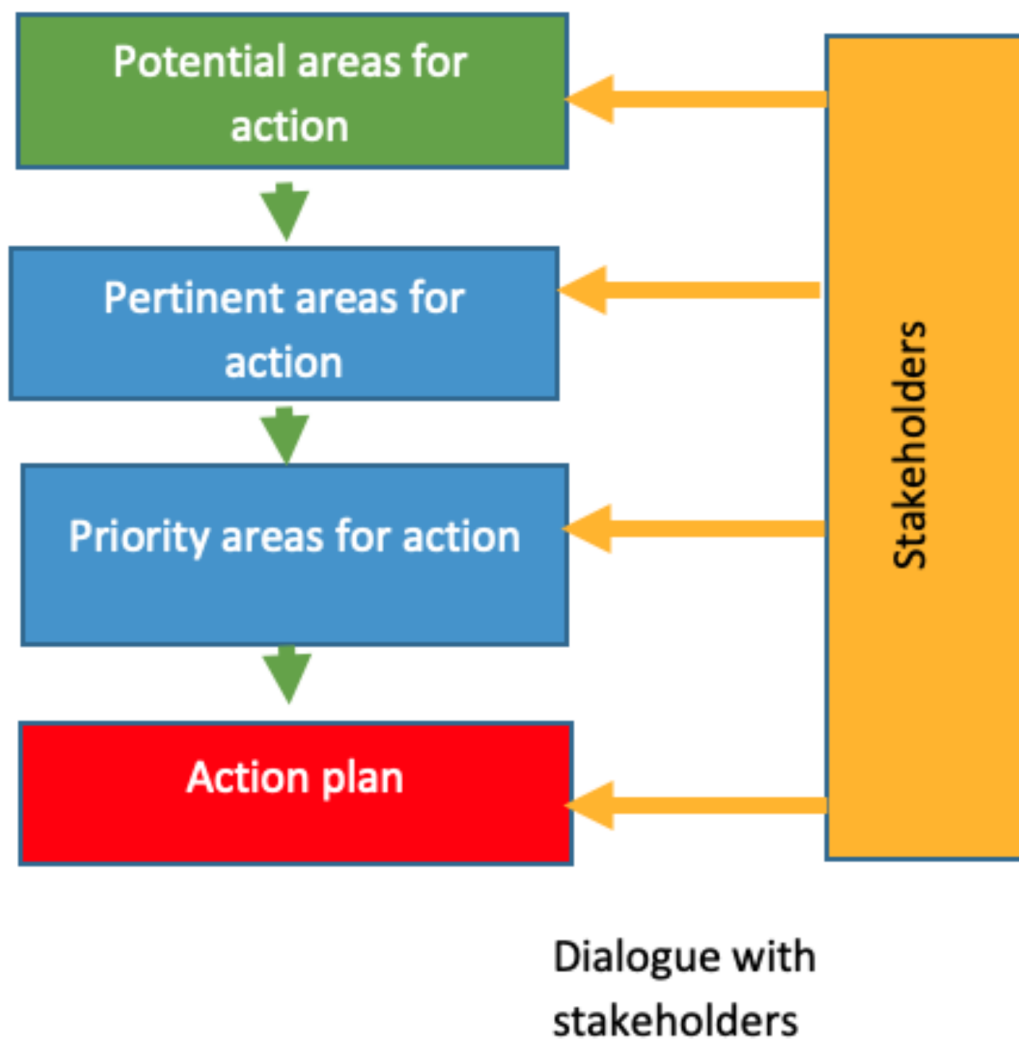 Potential areas for
action
Pertinent areas for
action
Priority areas for action
Action plan
Stakeholders
Dialogue with
stakeholders